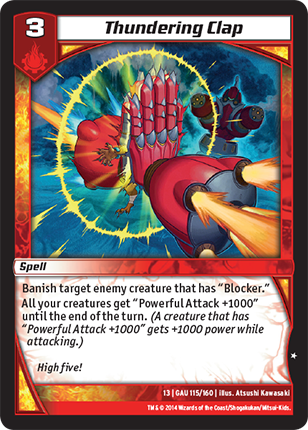 3
Thundering Clap
Spell
Banish target enemy creature that has “Blocker.”
All your creatures get “Powerful Attack +1000”
until the end of the turn. (A creature that has
“Powerful Attack +1000” gets +1000 power while
attacking.)
High five!
13 | GAU 115/160 | illus. Atsushi Kawasaki
TM & © 2014 Wizards of the Coast/Shogakukan/Mitsui-Kids.